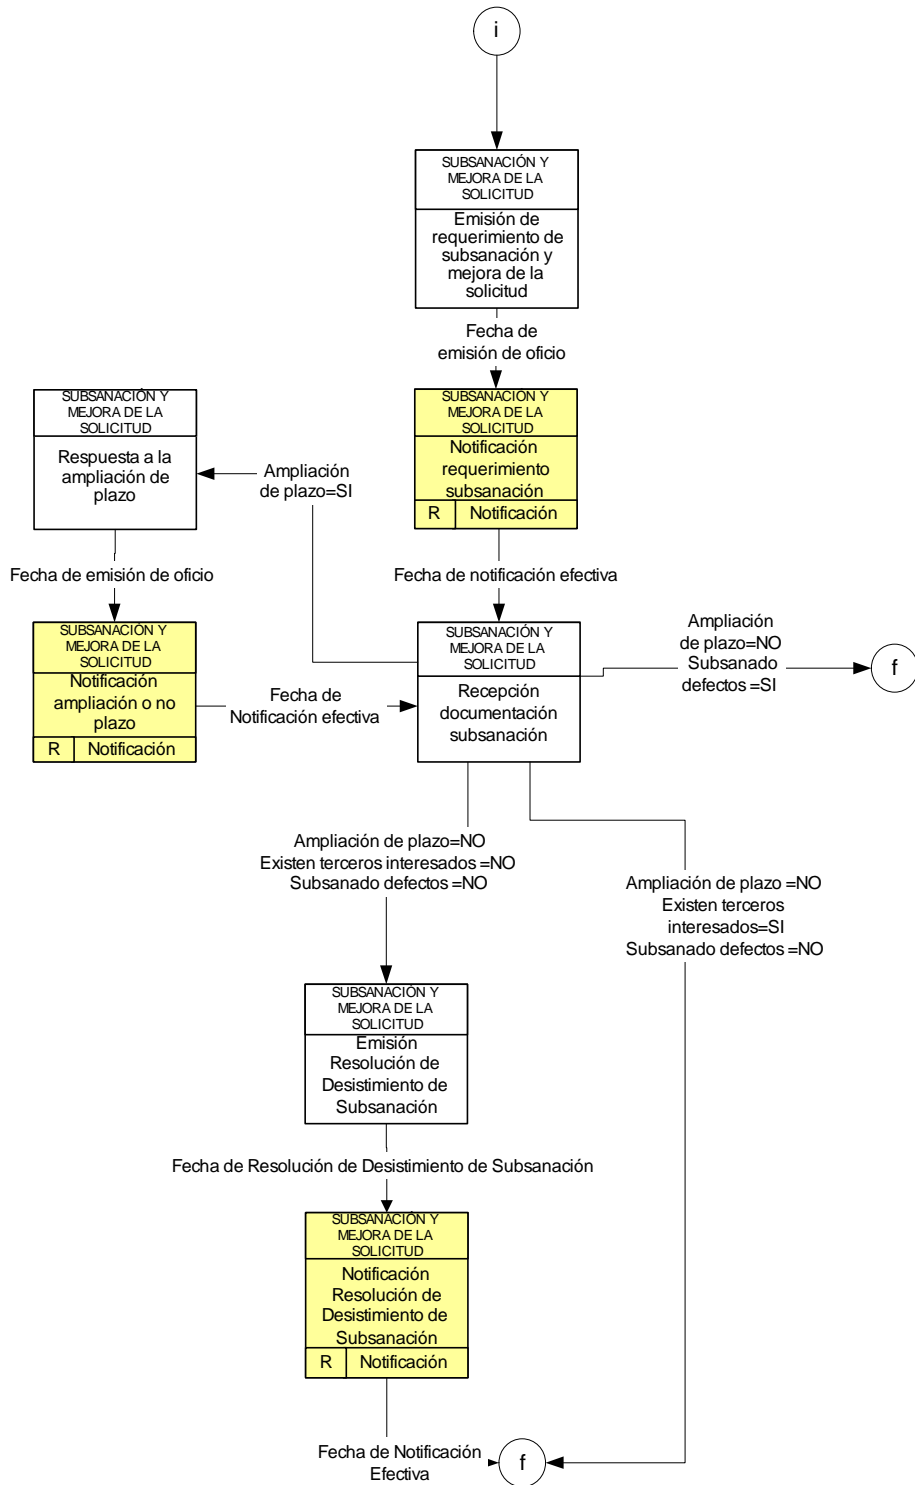 i
SUBSANACIÓN Y
MEJORA DE LA
SOLICITUD
Emisión de
requerimiento de
subsanación y
mejora de la
solicitud
Fecha de
emisión de oficio
SUBSANACIÓN Y
MEJORA DE LA
SOLICITUD
Notificación
requerimiento
subsanación
R
Notificación
SUBSANACIÓN Y
MEJORA DE LA
SOLICITUD
Respuesta a la
ampliación de
plazo
Ampliación
de plazo=SI
Fecha de emisión de oficio
Fecha de notificación efectiva
SUBSANACIÓN Y
MEJORA DE LA
SOLICITUD
Notificación
ampliación o no
plazo
R
Notificación
Fecha de
Notificación efectiva
SUBSANACIÓN Y
MEJORA DE LA
SOLICITUD
Recepción
documentación
subsanación
Ampliación
de plazo=NO
Subsanado
defectos =SI
f
Ampliación de plazo=NO
Existen terceros interesados =NO
Subsanado defectos =NO
Ampliación de plazo =NO
Existen terceros
interesados=SI
Subsanado defectos =NO
SUBSANACIÓN Y
MEJORA DE LA
SOLICITUD
Emisión
Resolución de
Desistimiento de
Subsanación
Fecha de Resolución de Desistimiento de Subsanación
SUBSANACIÓN Y
MEJORA DE LA
SOLICITUD
Notificación
Resolución de
Desistimiento de
Subsanación
R
Notificación
Fecha de Notificación
Efectiva
f